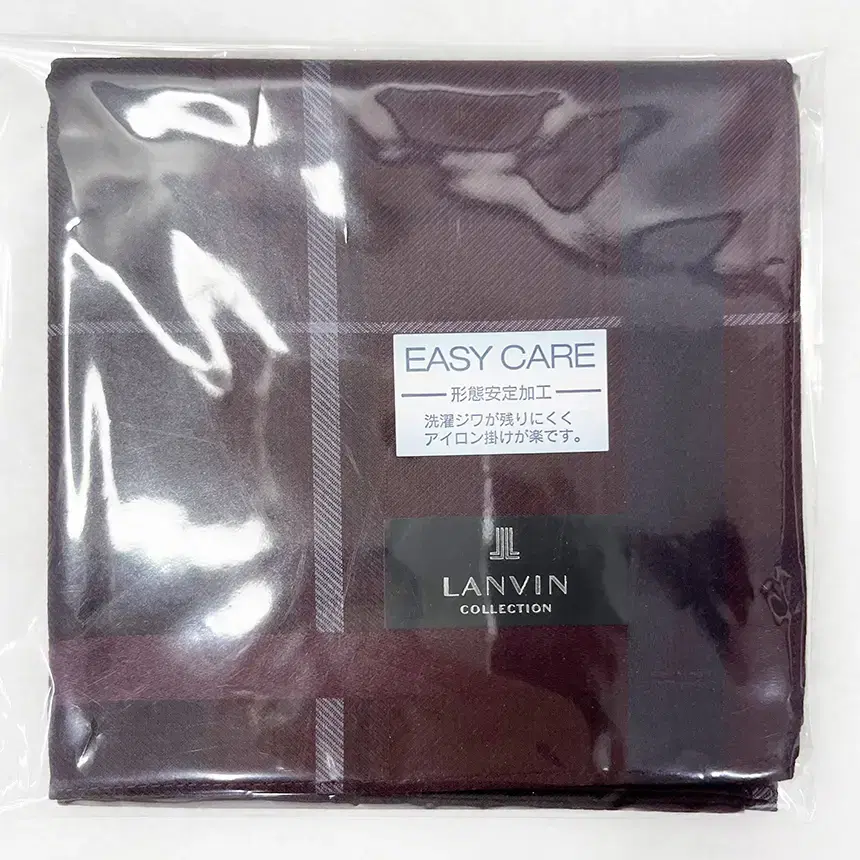 EASY CARE
形態安定加工
洗濯ジワが残りにくく
アイロン掛けが楽です。
LANVIN
COLLECTION